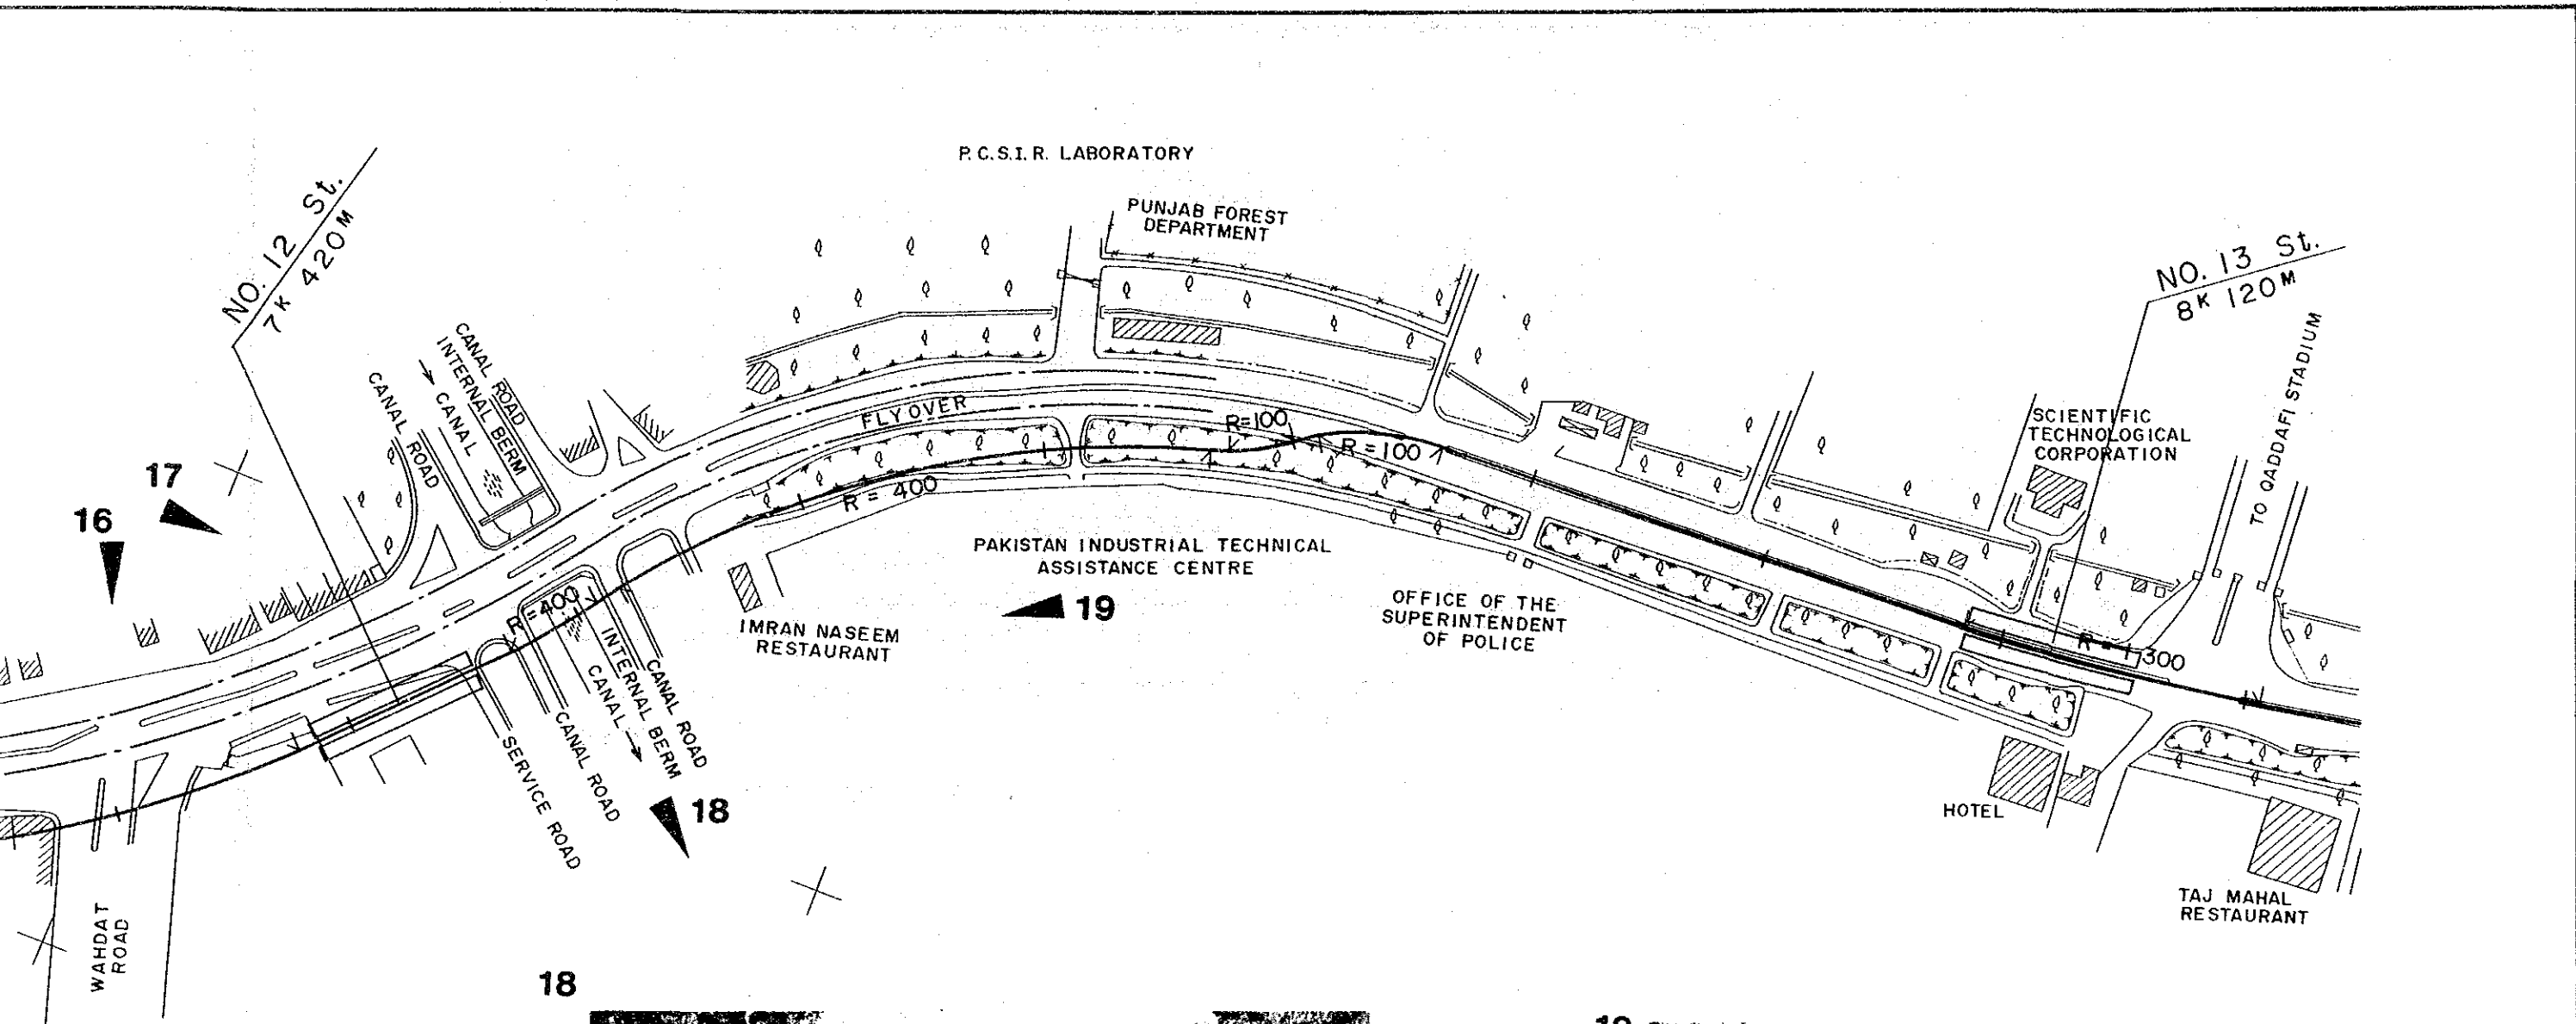 P.C.S.I.R. LABORATORY
PUNJAB FOREST
DEPARTMENT
NO. 12 St.
7K 420M
NO. 13 St.
8K 120M
TO QADDAFI STADIUM
CANAL ROAD
INTERNAL BERM
CANAL
CANAL ROAD
FLYOVER
R=100
R=100
R = 400
SCIENTIFIC
TECHNOLOGICAL
CORPORATION
17
16
PAKISTAN INDUSTRIAL TECHNICAL
ASSISTANCE CENTRE
19
OFFICE OF THE
SUPERINTENDENT
OF POLICE
R=400
IMRAN NASEEM
RESTAURANT
R = 1,300
CANAL ROAD
INTERNAL BERM
CANAL
CANAL ROAD
SERVICE ROAD
18
HOTEL
TAJ MAHAL
RESTAURANT
WAHDAT
ROAD
18